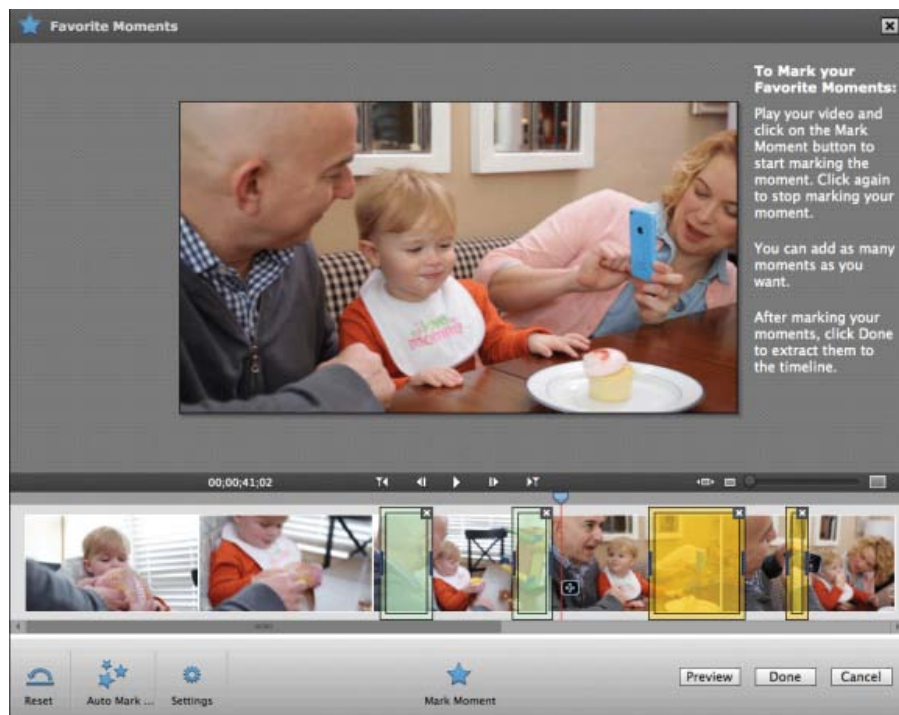 Favorite Moments
To Mark your
Favorite Moments:
Play your video and
click on the Mark
Moment button to
start marking the
moment. Click again
to stop marking your
moment.
You can add as many
moments as you
want.
After marking your
moments, click Done
to extract them to
the timeline.
00;00;41;02
Reset
Auto Mark ...
Settings
Mark Moment
Preview
Done
Cancel